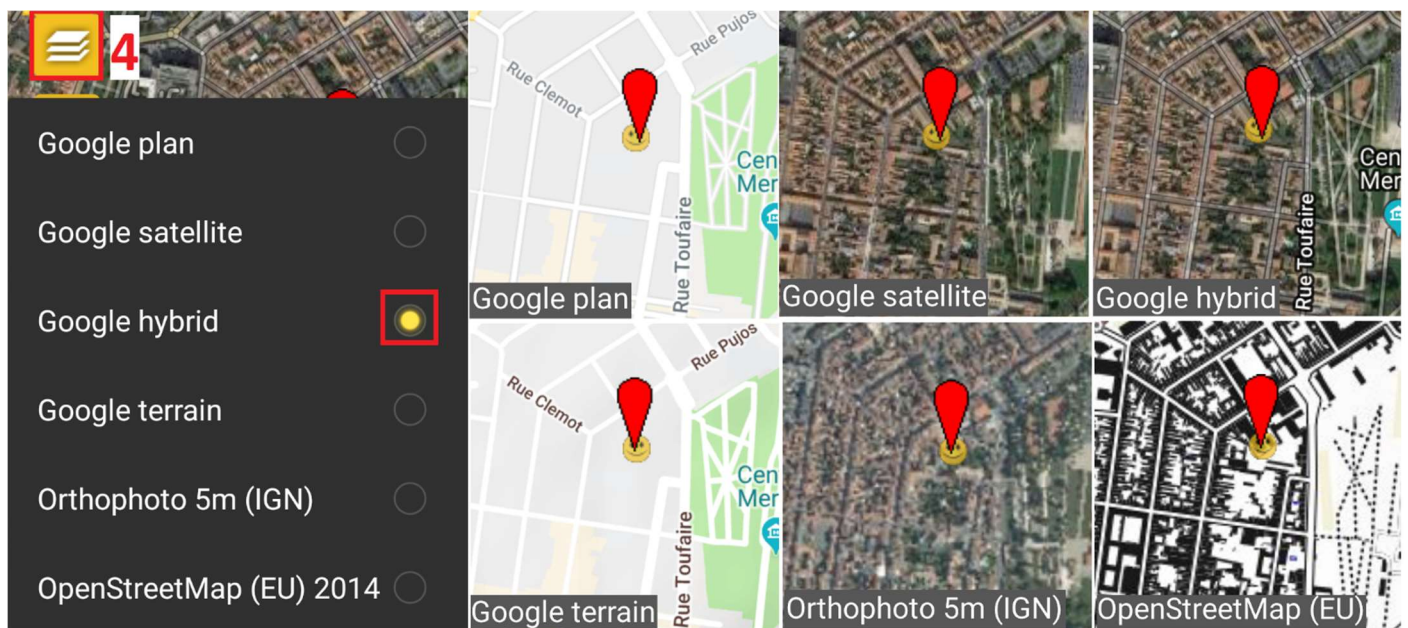 4
Google plan
Google satellite
Google hybrid
Google terrain
Orthophoto 5m (IGN)
OpenStreetMap (EU) 2014
Rue Pujos
Rue Clemot
Cen
Mer
Rue Toufaire
Google plan
Google satellite
Cen
Mer
Rue Toufaire
Google hybrid
Rue Pujos
Rue Clemot
Cen
Mer
Rue Toufaire
Google terrain
Orthophoto 5m (IGN)
OpenStreetMap (EU)